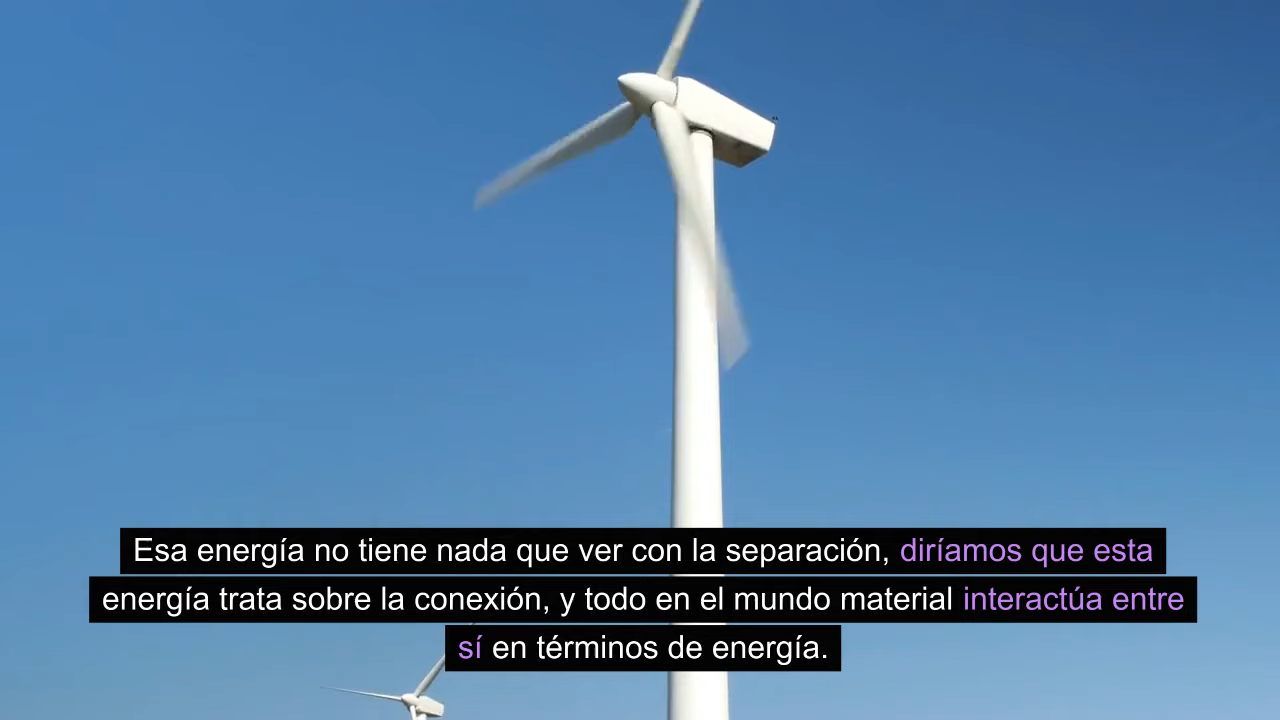 Esa energía no tiene nada que ver con la separación, diríamos que esta
energía trata sobre la conexión, y todo en el mundo material interactúa entre
sí en términos de energía.